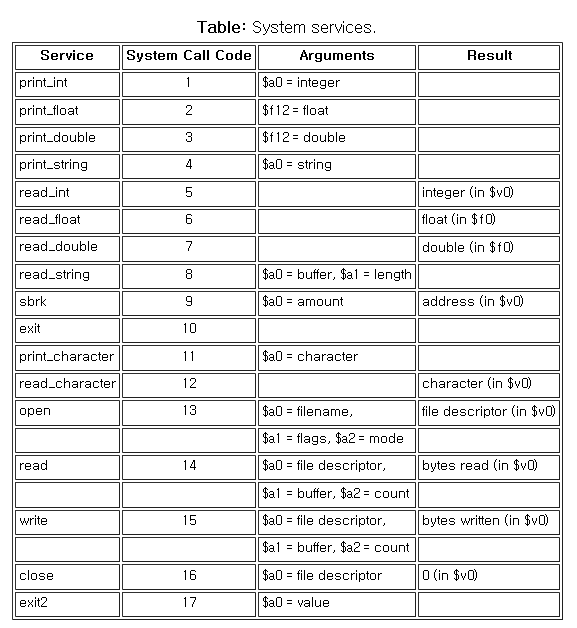 Table: System services.
Service System Call Code Arguments Result
print_int 1 $a0 = integer
print_float 2 $f12 = float
print_double 3 $f12 = double
print_string 4 $a0 = string
read_int 5 integer (in $v0)
read_float 6 float (in $f0)
read_double 7 double (in $f0)
read_string 8 $a0 = buffer, $a1 = length
sbrk 9 $a0 = amount address (in $v0)
exit 10
print_character 11 $a0 = character
read_character 12 character (in $v0)
open 13 $a0 = filename, file descriptor (in $v0)
$a1 = flags, $a2 = mode
read 14 $a0 = file descriptor, bytes read (in $v0)
$a1 = buffer, $a2 = count
write 15 $a0 = file descriptor, bytes written (in $v0)
$a1 = buffer, $a2 = count
close 16 $a0 = file descriptor 0 (in $v0)
exit2 17 $a0 = value